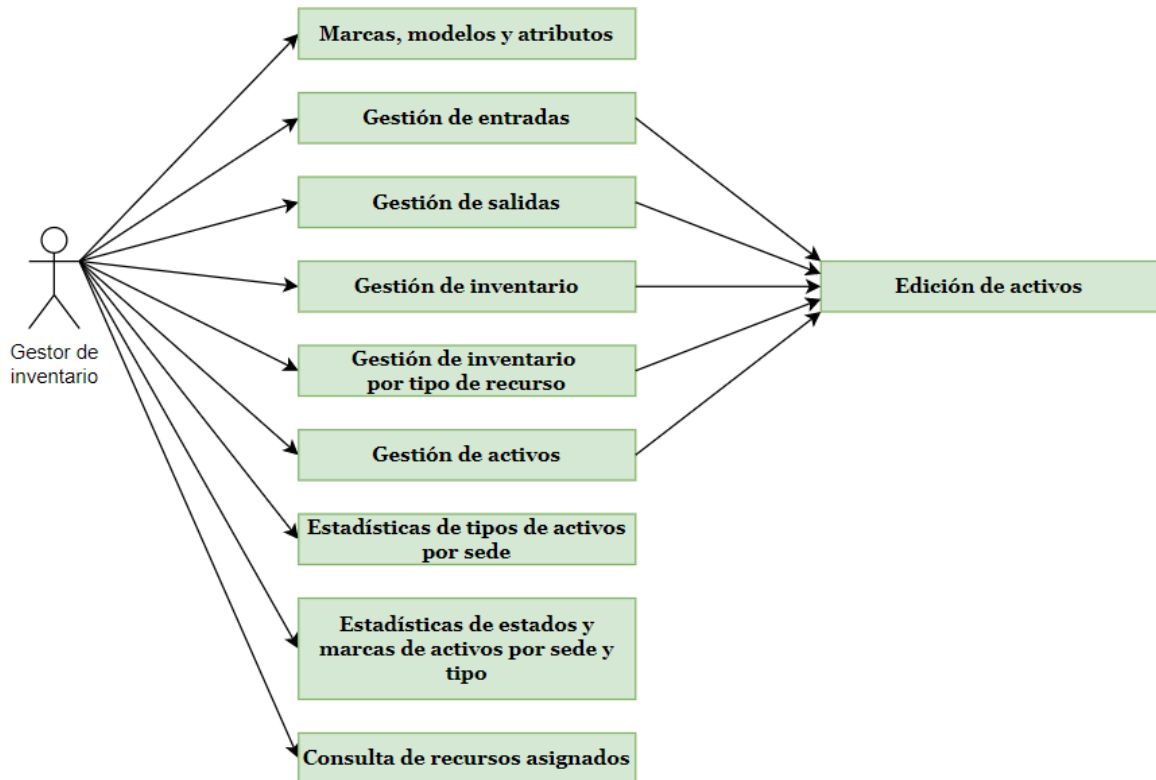 Marcas, modelos y atributos
Gestión de entradas
Gestión de salidas
Gestión de inventario
Edición de activos
Gestor de
inventario
Gestión de inventario
por tipo de recurso
Gestión de activos
Estadísticas de tipos de activos
por sede
Estadísticas de estados y
marcas de activos por sede y
tipo
Consulta de recursos asignados